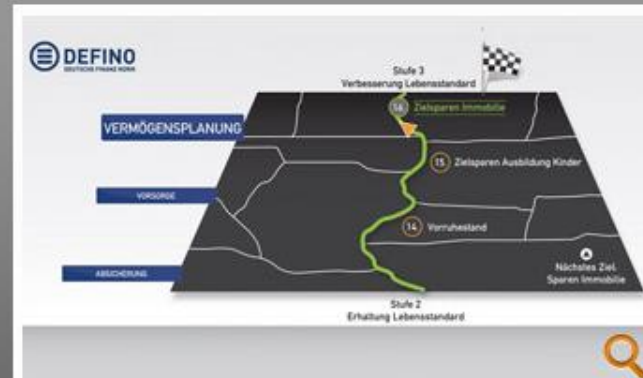 DEFINO
DEUTSCHE FINANZ NORM
Stufe 3
Verbesserung Lebensstandard
16 Zielsparen Immobilie
VERMÖGENSPLANUNG
15 Zielsparen Ausbildung Kinder
VORSORGE
14 Vorruhestand
ABSICHERUNG
Nächstes Ziel
Sparen Immobilie
Stufe 2
Erhaltung Lebensstandard